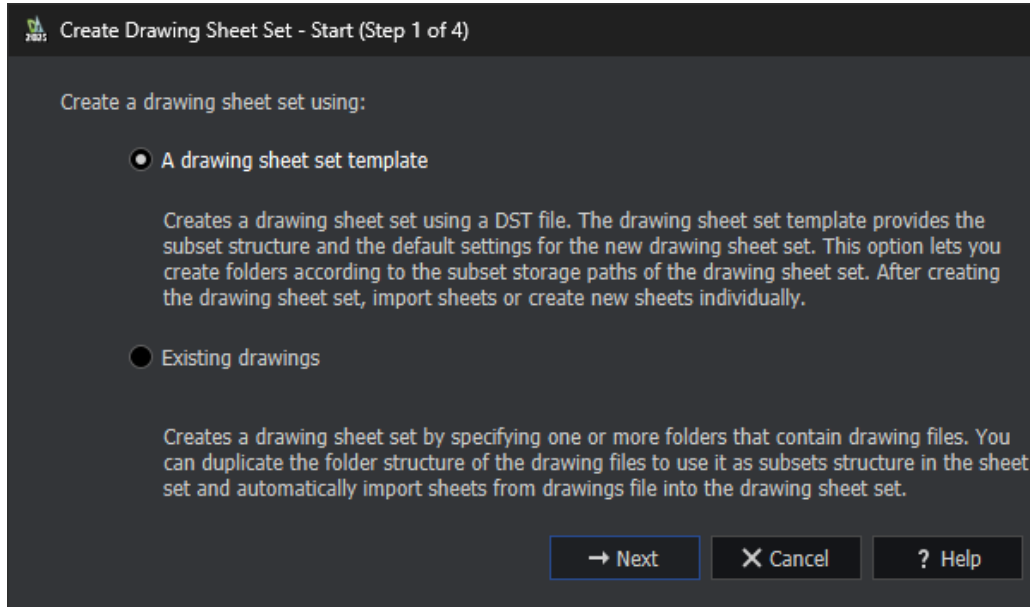 2025
Create Drawing Sheet Set - Start (Step 1 of 4)
Create a drawing sheet set using:
A drawing sheet set template
Creates a drawing sheet set using a DST file. The drawing sheet set template provides the
subset structure and the default settings for the new drawing sheet set. This option lets you
create folders according to the subset storage paths of the drawing sheet set. After creating
the drawing sheet set, import sheets or create new sheets individually.
Existing drawings
Creates a drawing sheet set by specifying one or more folders that contain drawing files. You
can duplicate the folder structure of the drawing files to use it as subsets structure in the sheet
set and automatically import sheets from drawings file into the drawing sheet set.
→ Next
Cancel
? Help